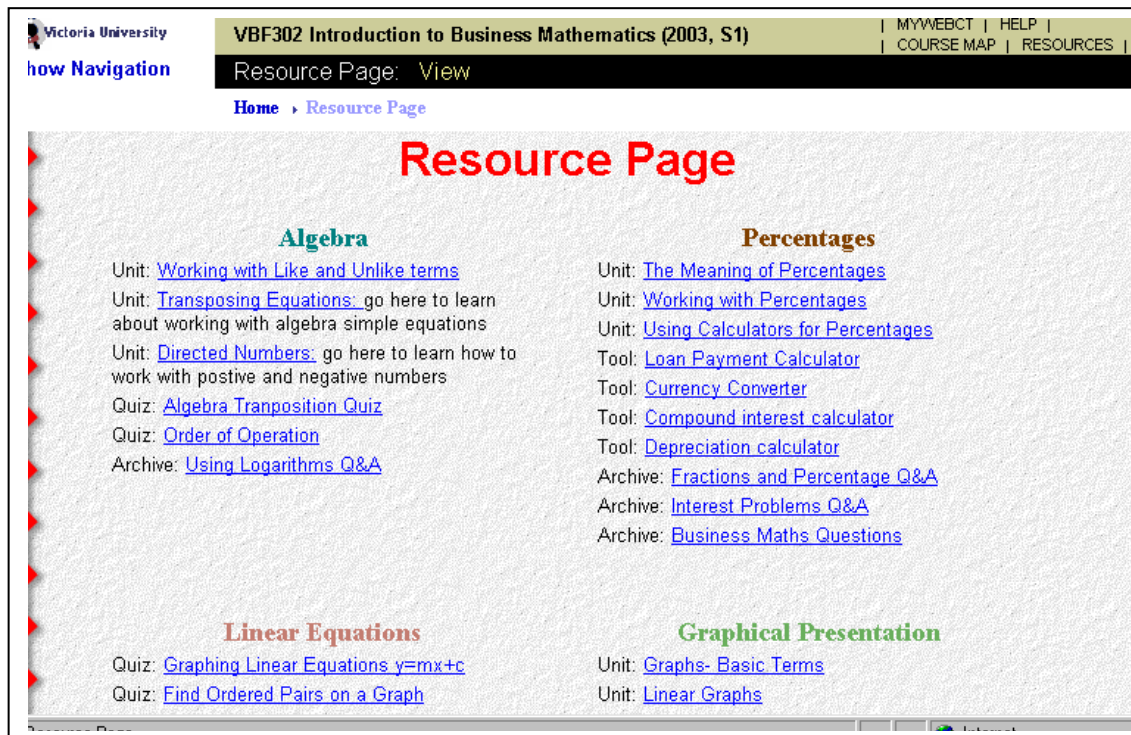 Victoria University
VBF302 Introduction to Business Mathematics (2003, S1)
| MYWEBCT | HELP |
| COURSE MAP | RESOURCES |
how Navigation
Resource Page: View
Home Resource Page
Resource Page
Algebra
Unit: Working with Like and Unlike terms
Unit: Transposing Equations: go here to learn
about working with algebra simple equations
Unit: Directed Numbers: go here to learn how to
work with postive and negative numbers
Quiz: Algebra Tranposition Quiz
Quiz: Order of Operation
Archive: Using Logarithms Q&A
Percentages
Unit: The Meaning of Percentages
Unit: Working with Percentages
Unit: Using Calculators for Percentages
Tool: Loan Payment Calculator
Tool: Currency Converter
Tool: Compound interest calculator
Tool: Depreciation calculator
Archive: Fractions and Percentage Q&A
Archive: Interest Problems Q&A
Archive: Business Maths Questions
Linear Equations
Quiz: Graphing Linear Equations y=mx+c
Quiz: Find Ordered Pairs on a Graph
Graphical Presentation
Unit: Graphs- Basic Terms
Unit: Linear Graphs
Resource Page
Internet